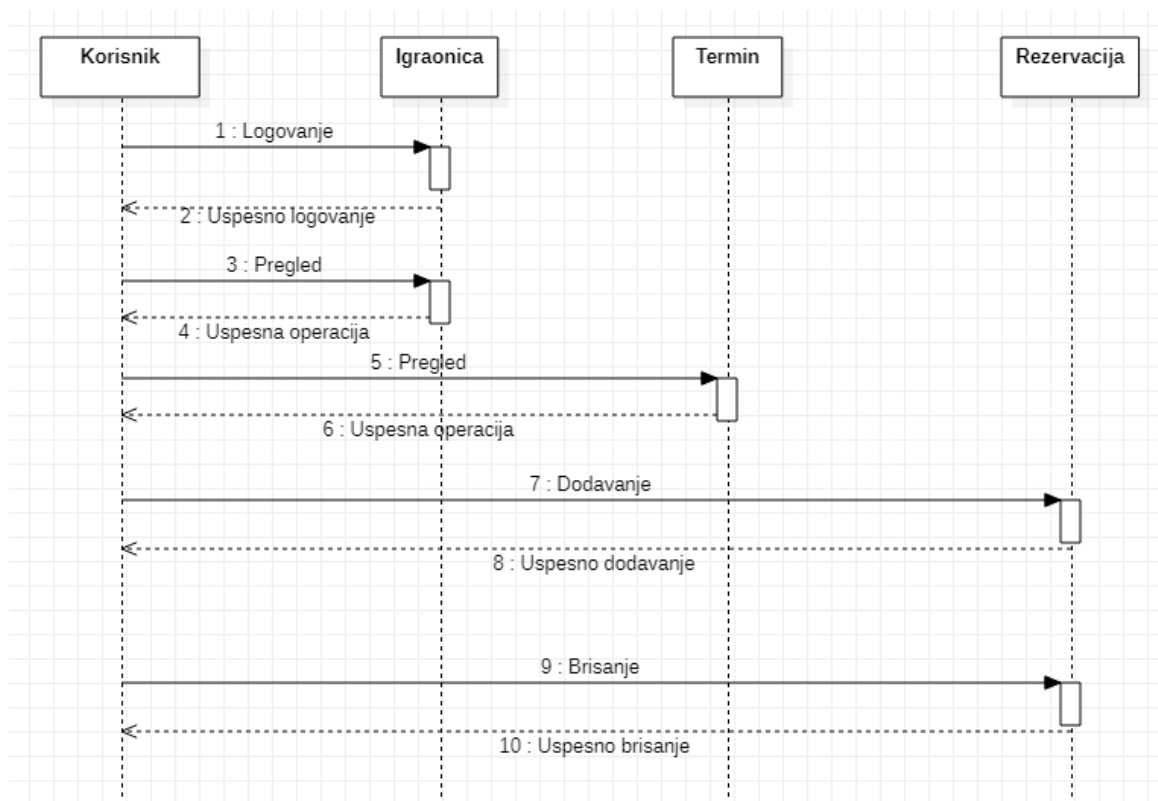 Korisnik
Igraonica
Termin
Rezervacija
1 : Logovanje
2 : Uspesno logovanje
3 : Pregled
4 : Uspesna operacija
5 : Pregled
6 : Uspesna operacija
7 : Dodavanje
8 : Uspesno dodavanje
9 : Brisanje
10 : Uspesno brisanje